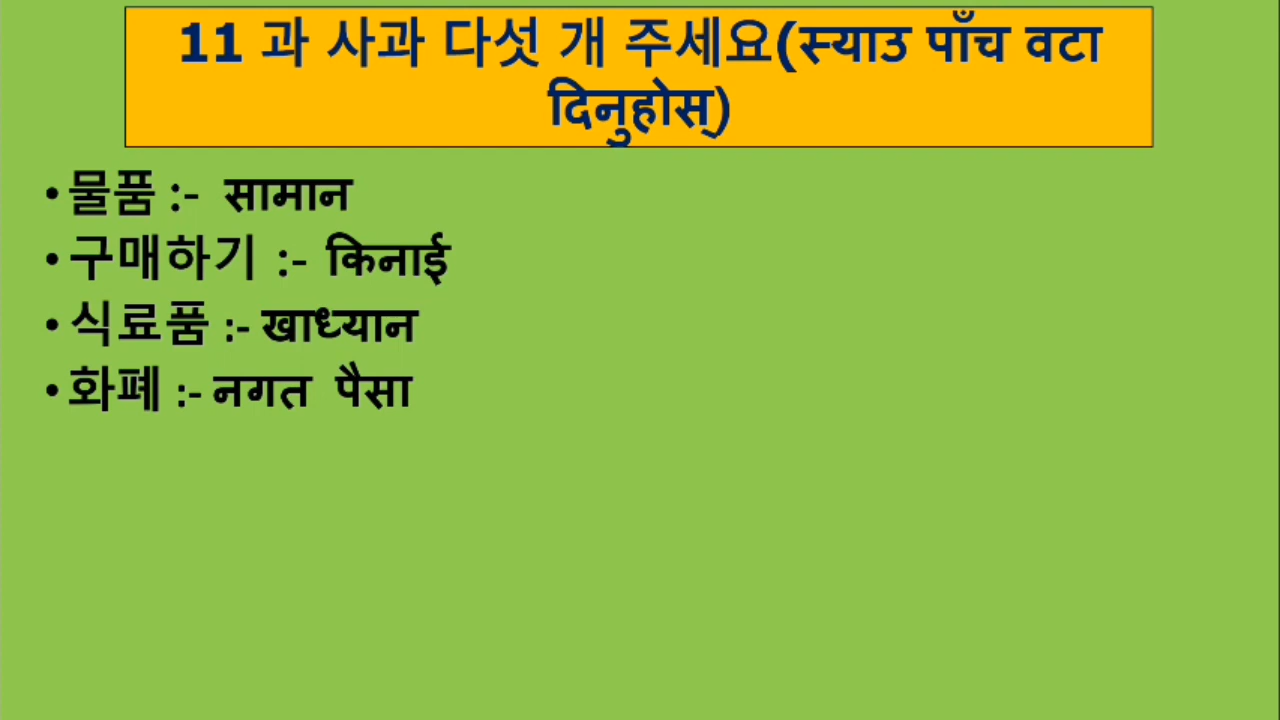 11 과 사과 다섯 개 주세요(स्याउ पाँच वटा
दिनुहोस्)
• 물품 :- सामान
• 구매하기 :- किनाई
• 식료품 :- खाध्यान
• 화폐 :- नगत पैसा